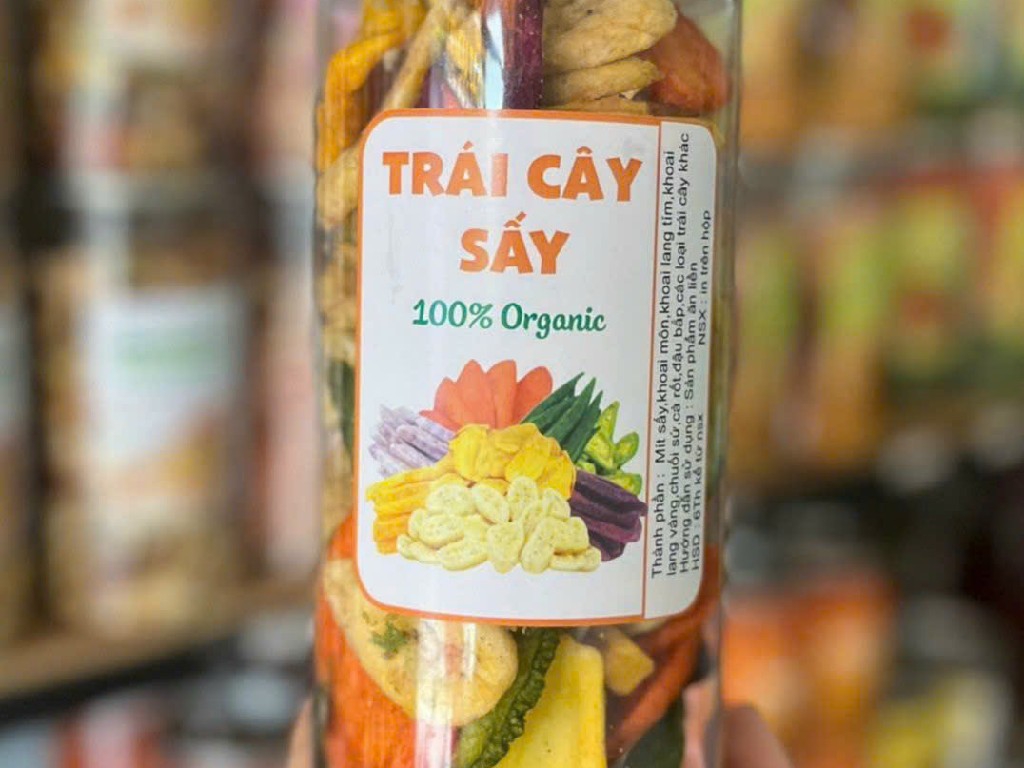 TRÁI CÂY
SẤY
100% Organic
Thành phần : Mít sấy,khoai môn,khoai lang tím,khoai
lang vàng,chuối sứ,cà rốt,đậu bắp,các loại trái cây khác
Hướng dẫn sử dụng : Sản phẩm ăn liền
HSD : 6Th kể từ nsx NSX : in trên hộp